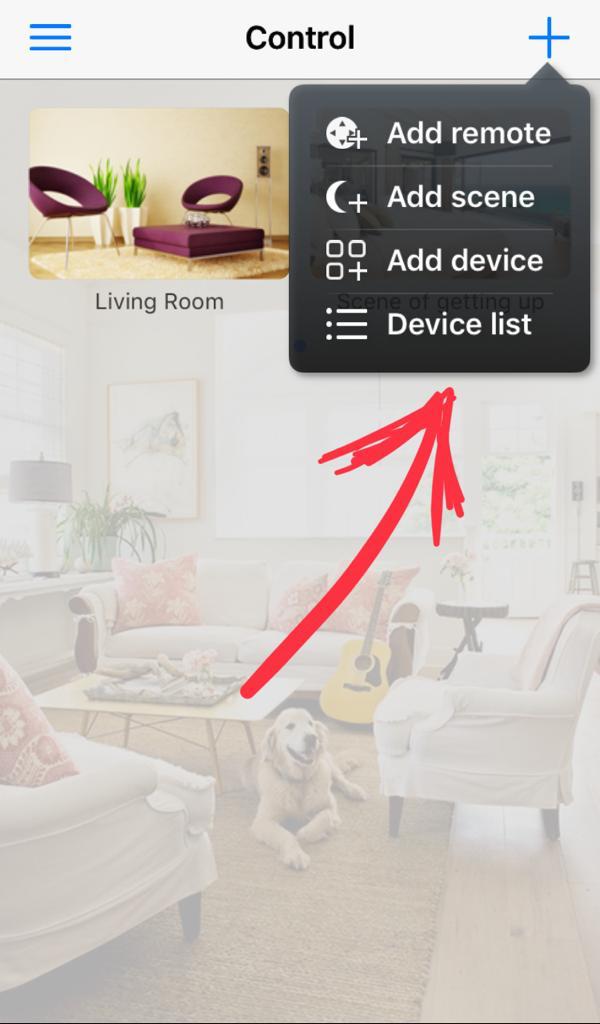 Control
Add remote
Add scene
Add device
Living Room
Scene of getting up
Device list